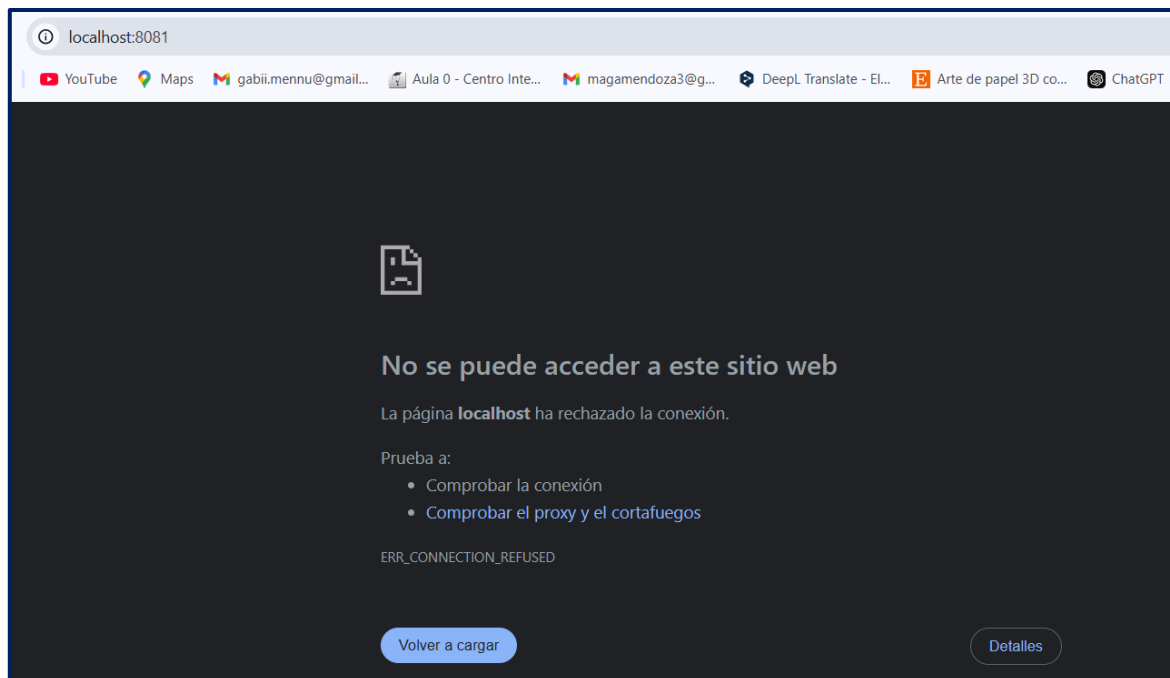 localhost:8081
YouTube Maps gabii.mennu@gmail... Aula 0 - Centro Inte... magamendoza3@g... DeepL Translate - El... Arte de papel 3D co... ChatGPT
No se puede acceder a este sitio web
La página localhost ha rechazado la conexión.
Prueba a:
• Comprobar la conexión
• Comprobar el proxy y el cortafuegos
ERR_CONNECTION_REFUSED
Volver a cargar Detalles